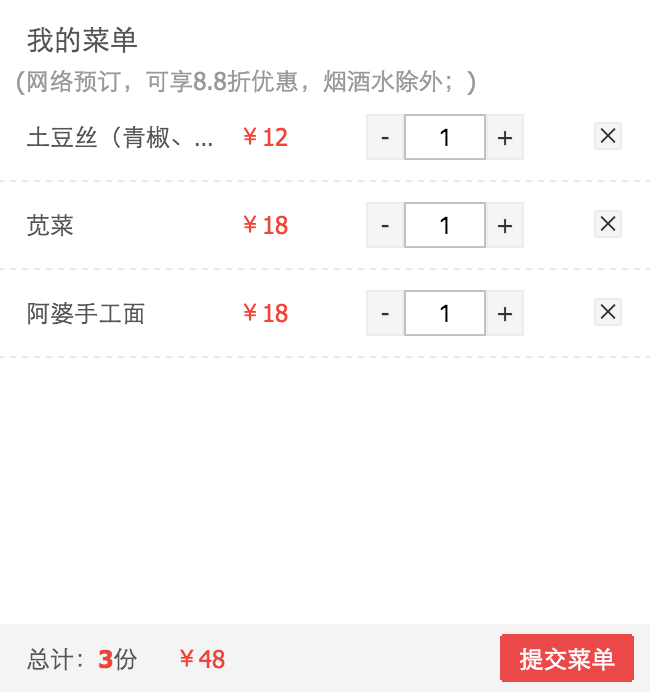 我的菜单
(网络预订，可享8.8折优惠，烟酒水除外；)
土豆丝（青椒、... ￥12 - 1 +
苋菜 ￥18 - 1 +
阿婆手工面 ￥18 - 1 +
总计：3份 ￥48 提交菜单